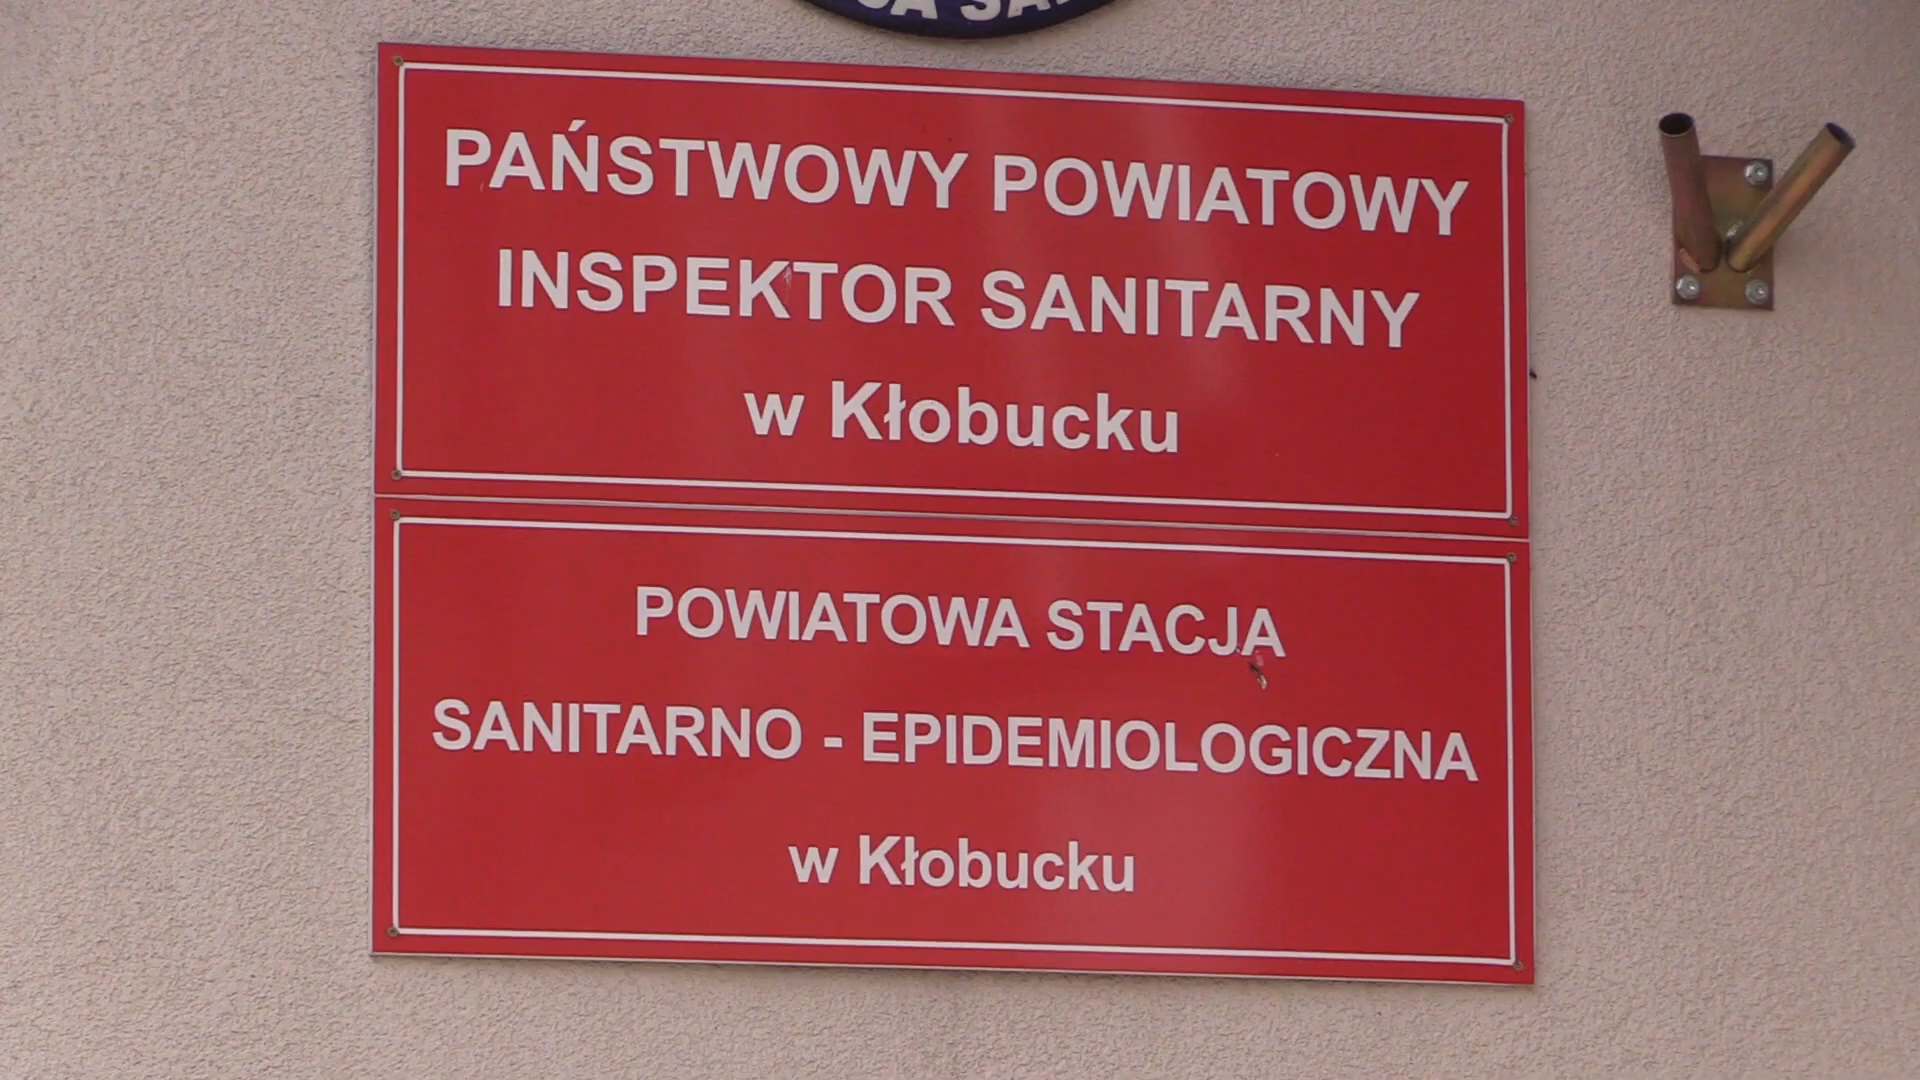 PAŃSTWOWY POWIATOWY
INSPEKTOR SANITARNY
w Kłobucku
POWIATOWA STACJA
SANITARNO - EPIDEMIOLOGICZNA
w Kłobucku